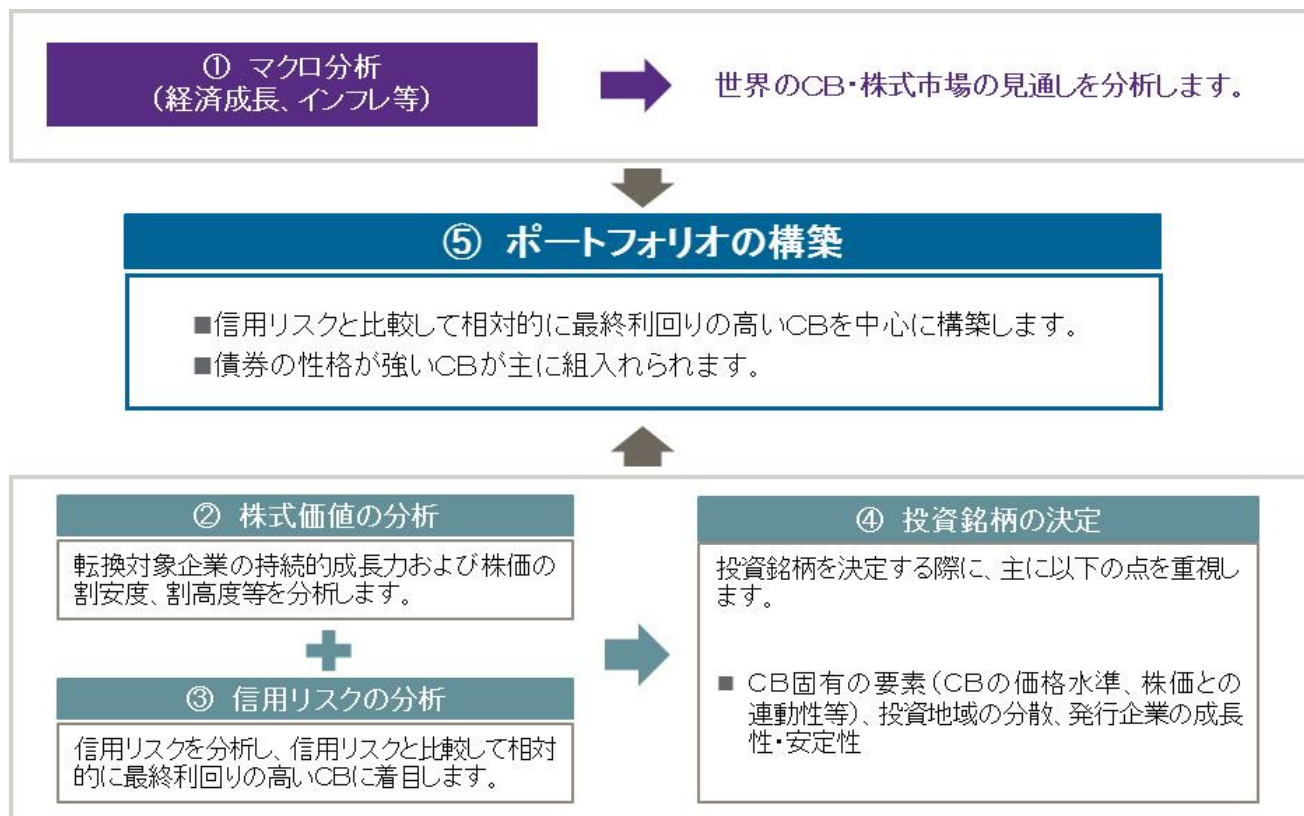 ① マクロ分析
（経済成長、インフレ等）
世界のCB・株式市場の見通しを分析します。
⑤ ポートフォリオの構築
■信用リスクと比較して相対的に最終利回りの高いCBを中心に構築します。
■債券の性格が強いCBが主に組入れられます。
② 株式価値の分析
転換対象企業の持続的成長力および株価の
割安度、割高度等を分析します。
③ 信用リスクの分析
信用リスクを分析し、信用リスクと比較して相対
的に最終利回りの高いCBに着目します。
④ 投資銘柄の決定
投資銘柄を決定する際に、主に以下の点を重視し
ます。
■ CB固有の要素（CBの価格水準、株価との
連動性等）、投資地域の分散、発行企業の成長
性・安定性